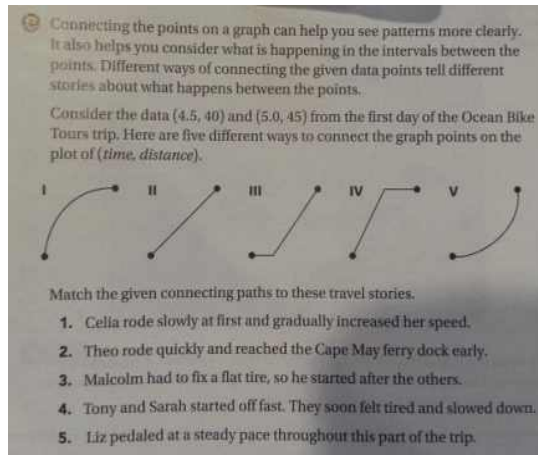 Connecting the points on a graph can help you see patterns more clearly.
It also helps you consider what is happening in the intervals between the
points. Different ways of connecting the given data points tell different
stories about what happens between the points.
Consider the data (4.5, 40) and (5.0, 45) from the first day of the Ocean Bike
Tours trip. Here are five different ways to connect the graph points on the
plot of (time, distance).
I II III IV V
Match the given connecting paths to these travel stories.
1. Celia rode slowly at first and gradually increased her speed.
2. Theo rode quickly and reached the Cape May ferry dock early.
3. Malcolm had to fix a flat tire, so he started after the others.
4. Tony and Sarah started off fast. They soon felt tired and slowed down.
5. Liz pedaled at a steady pace throughout this part of the trip.